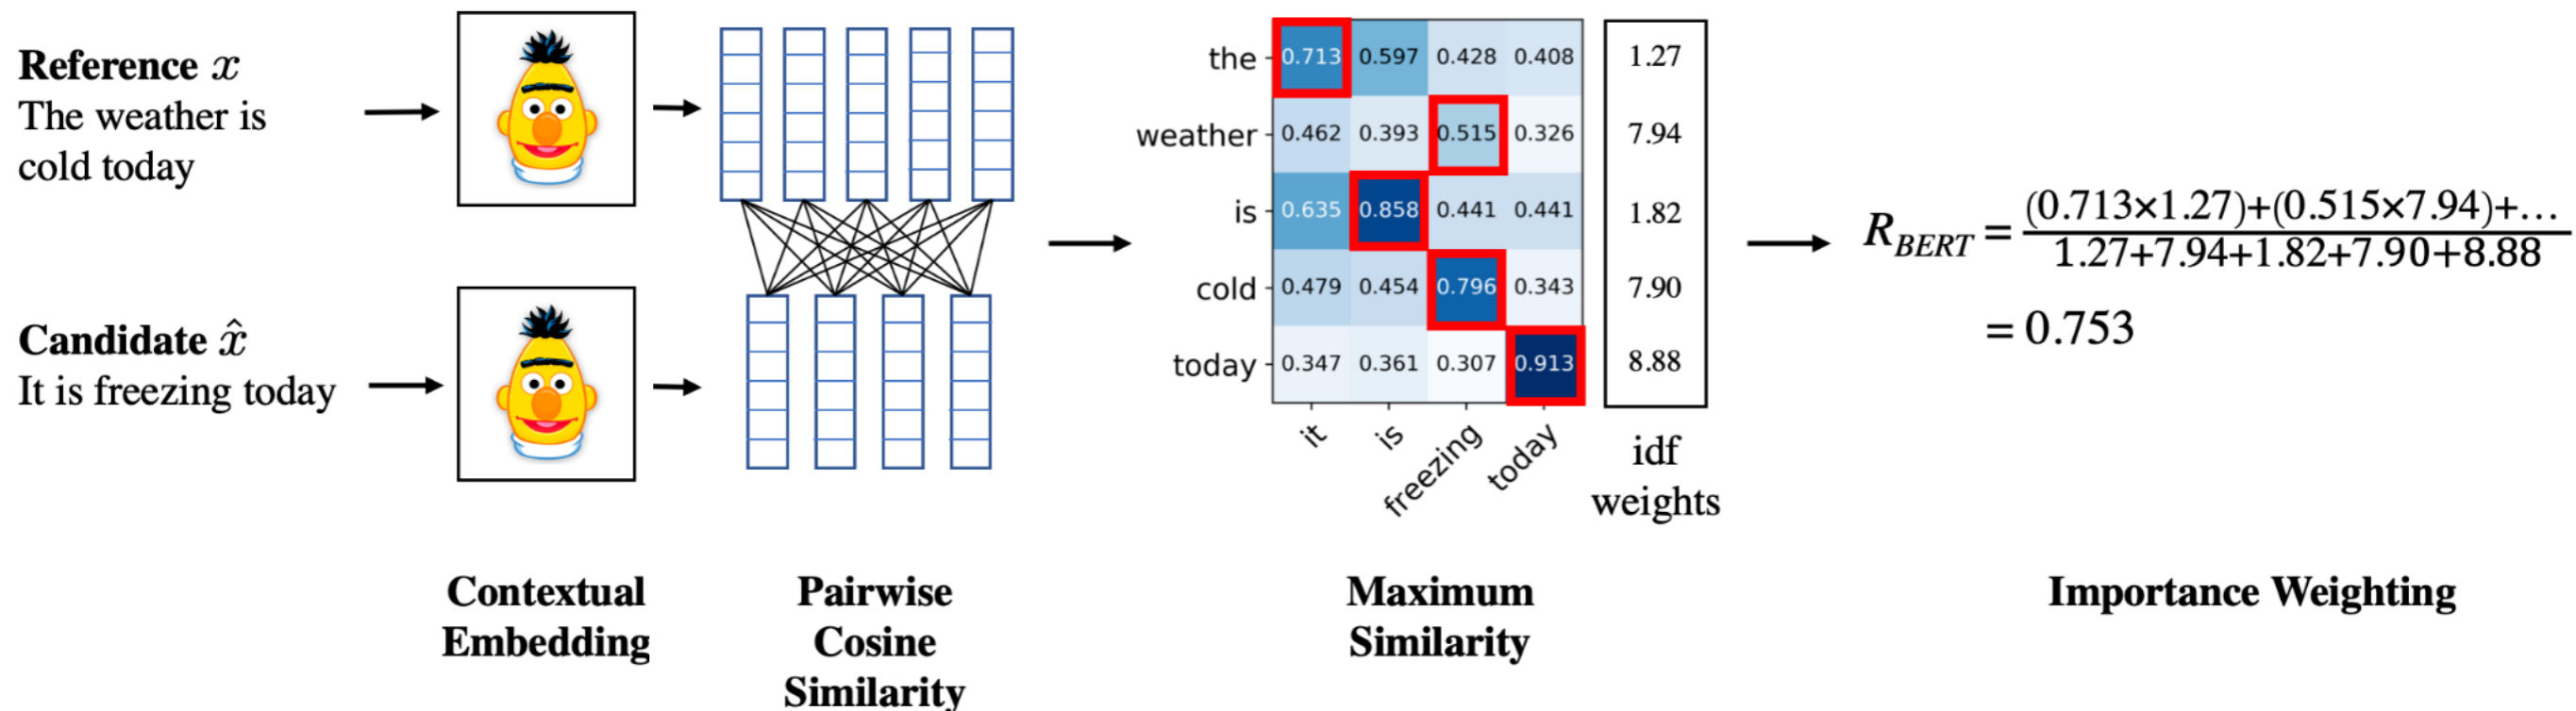 Reference x
The weather is
cold today
Candidate x̂
It is freezing today
Contextual
Embedding
Pairwise
Cosine
Similarity
the 0.713 0.597 0.428 0.408 1.27
weather 0.462 0.393 0.515 0.326 7.94
is 0.635 0.858 0.441 0.441 1.82
cold 0.479 0.454 0.796 0.343 7.90
today 0.347 0.361 0.307 0.913 8.88
it is freezing today
idf
weights
Maximum
Similarity
R_BERT = (0.713×1.27)+(0.515×7.94)+...
1.27+7.94+1.82+7.90+8.88
= 0.753
Importance Weighting